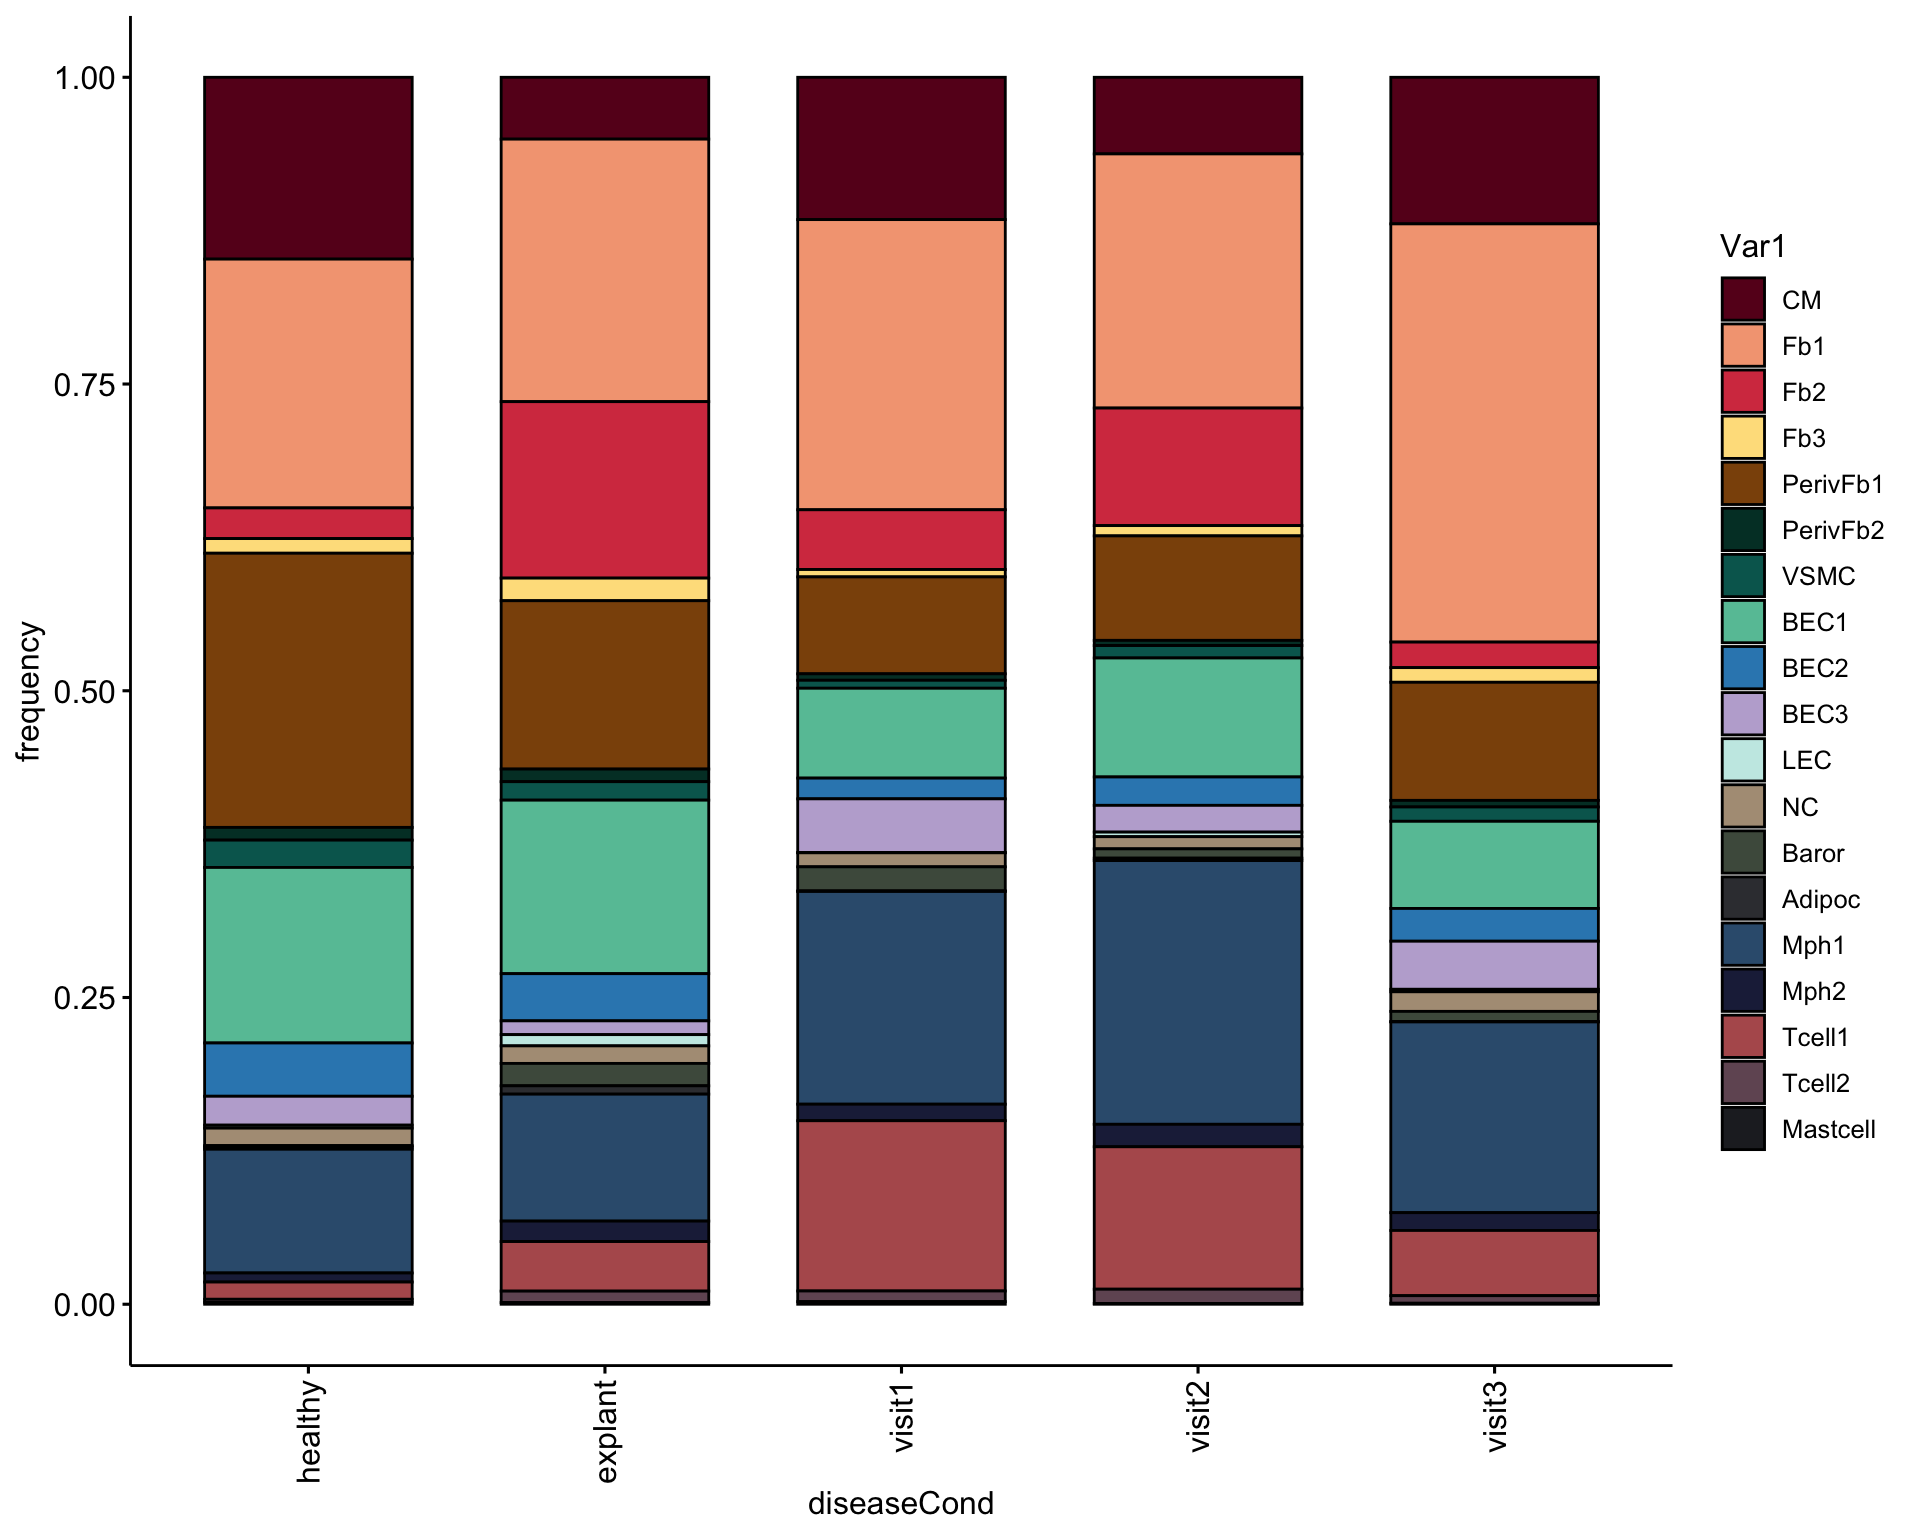 1.00
0.75
0.50
0.25
0.00
frequency
healthy
explant
visit1
visit2
visit3
diseaseCond
Var1
CM
Fb1
Fb2
Fb3
PerivFb1
PerivFb2
VSMC
BEC1
BEC2
BEC3
LEC
NC
Baror
Adipoc
Mph1
Mph2
Tcell1
Tcell2
Mastcell